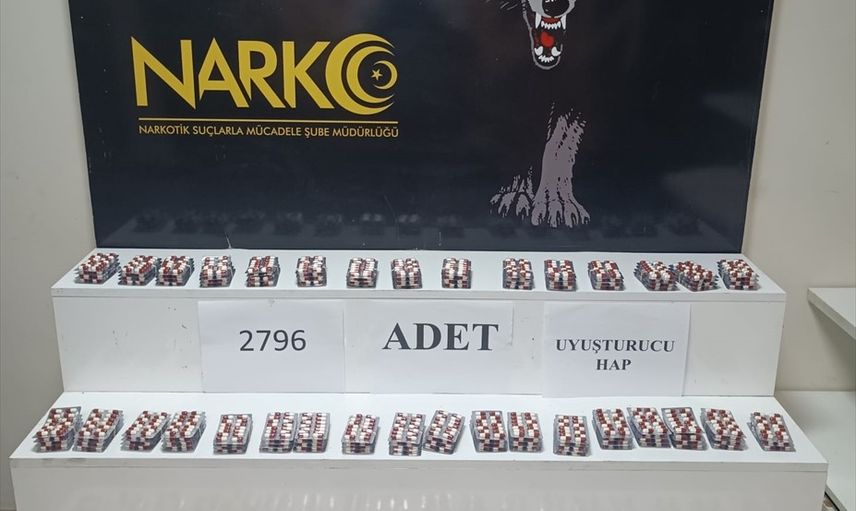 NARKO
NARKOTİK SUÇLARLA MÜCADELE ŞUBE MÜDÜRLÜĞÜ
2796
ADET
UYUŞTURUCU
HAP